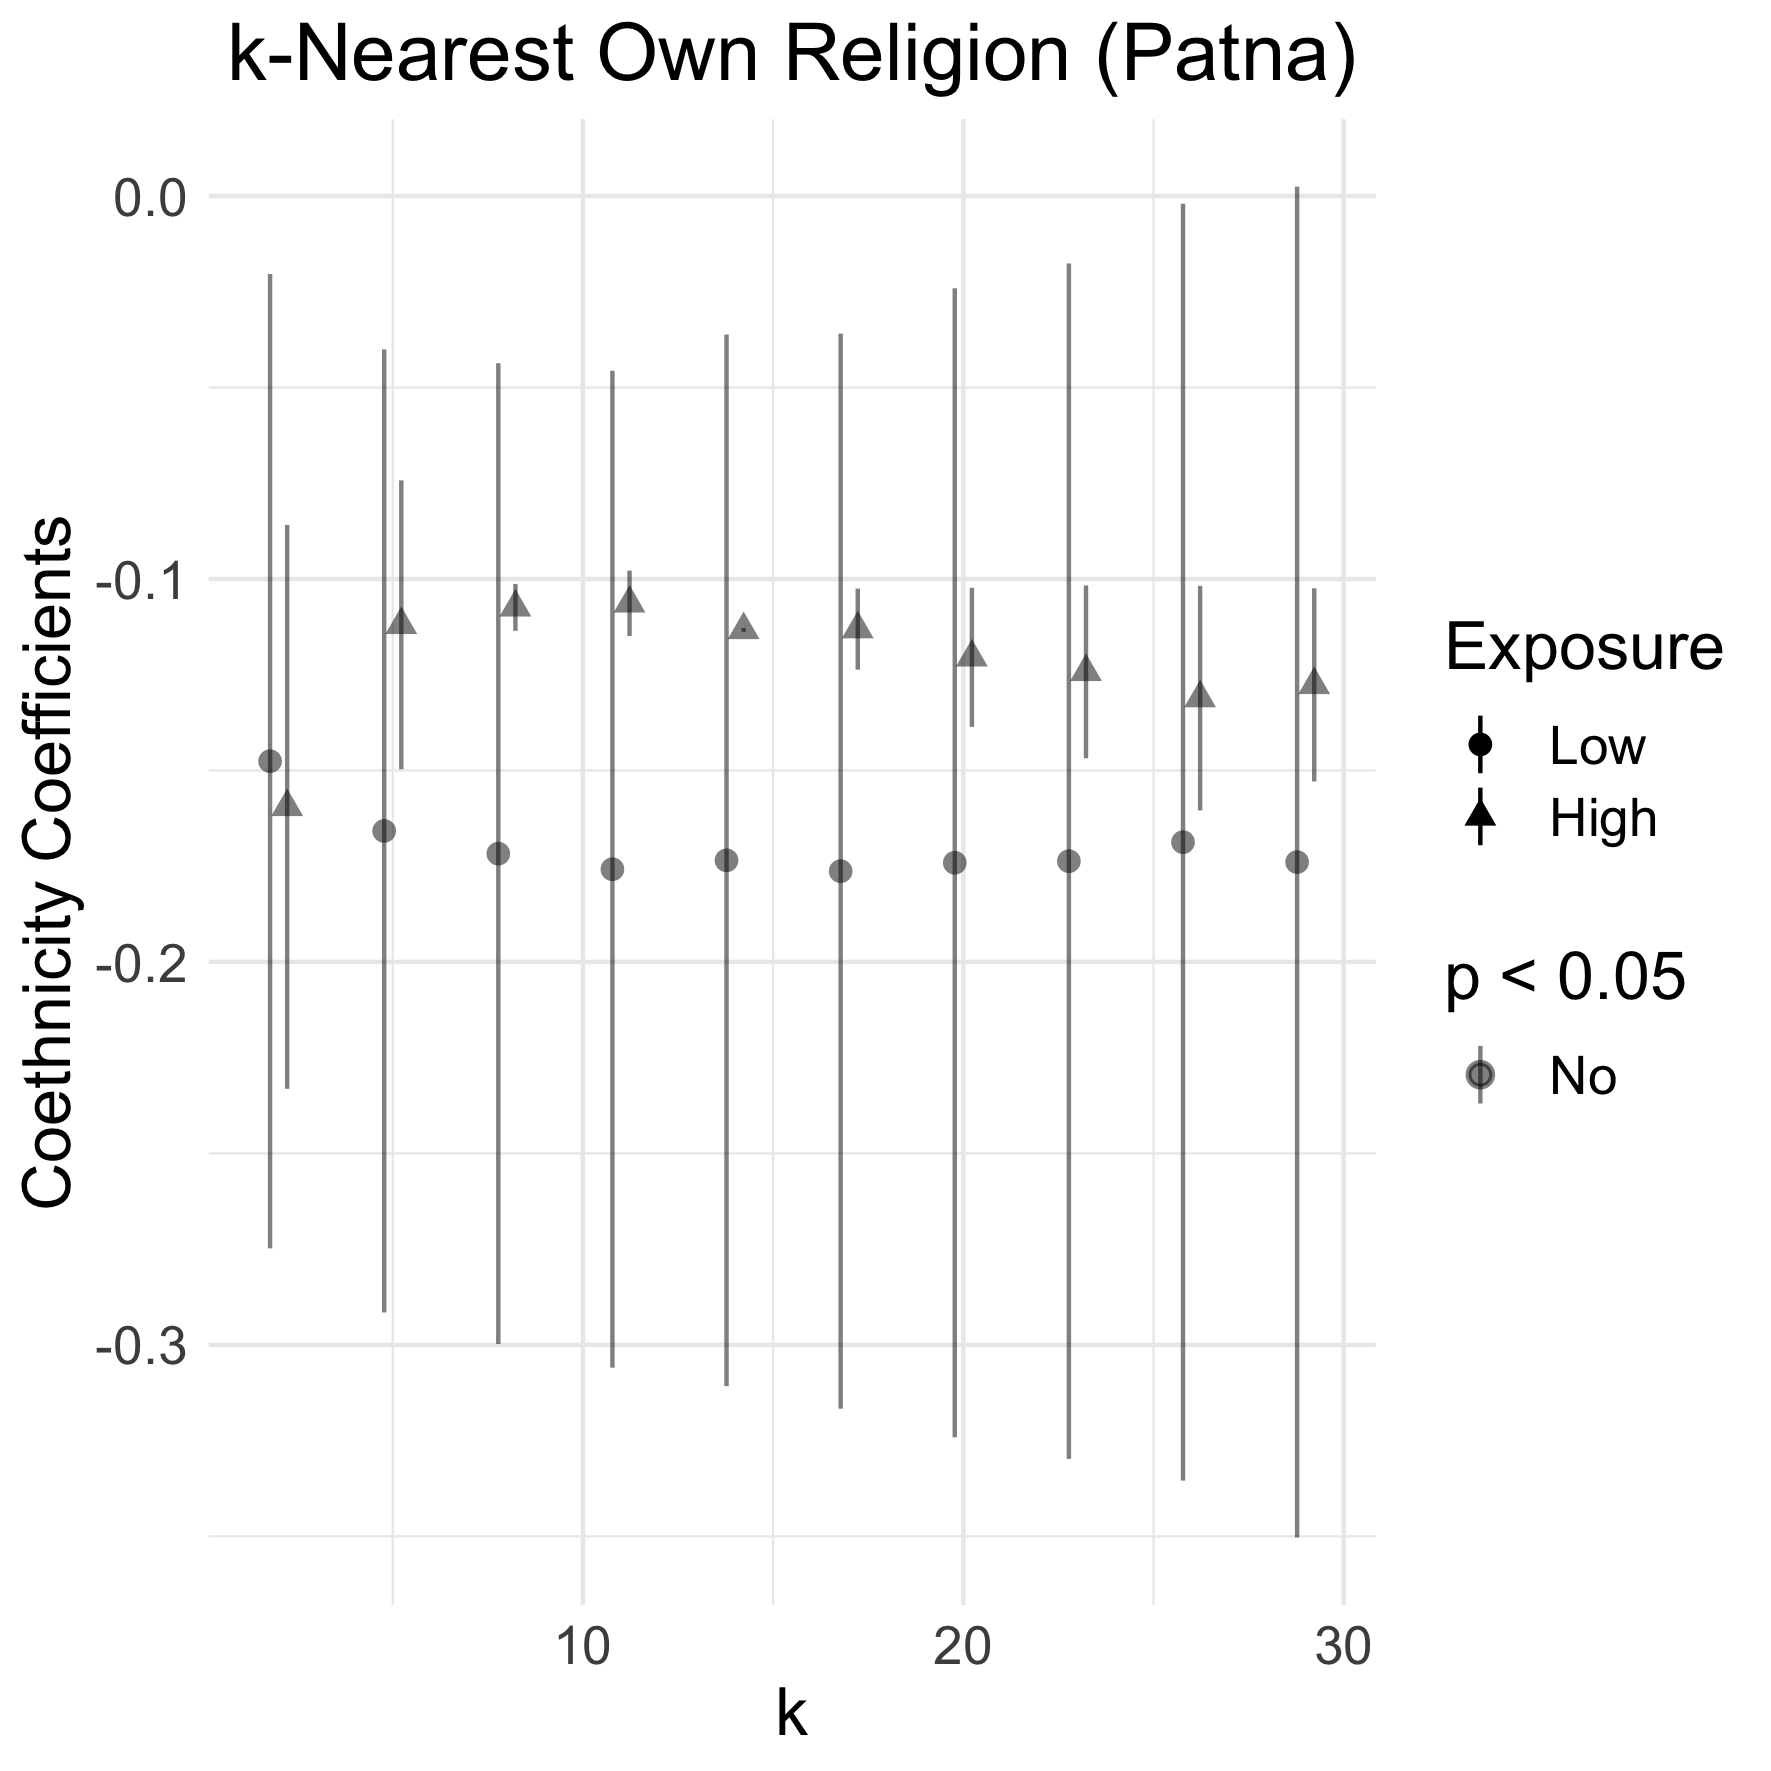 k-Nearest Own Religion (Patna)
Coethnicity Coefficients
0.0
-0.1
-0.2
-0.3
10
20
30
k
Exposure
Low
High
p < 0.05
No